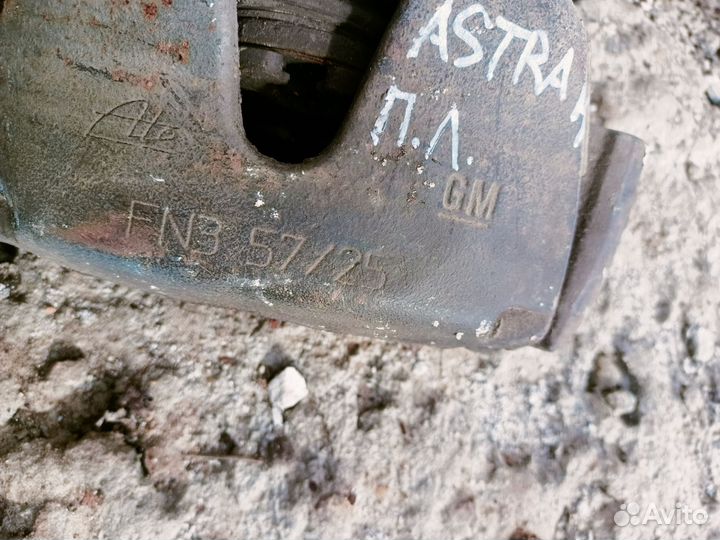 ASTRA
П.Л.
Ate
GM
FN3 57/25
Avito